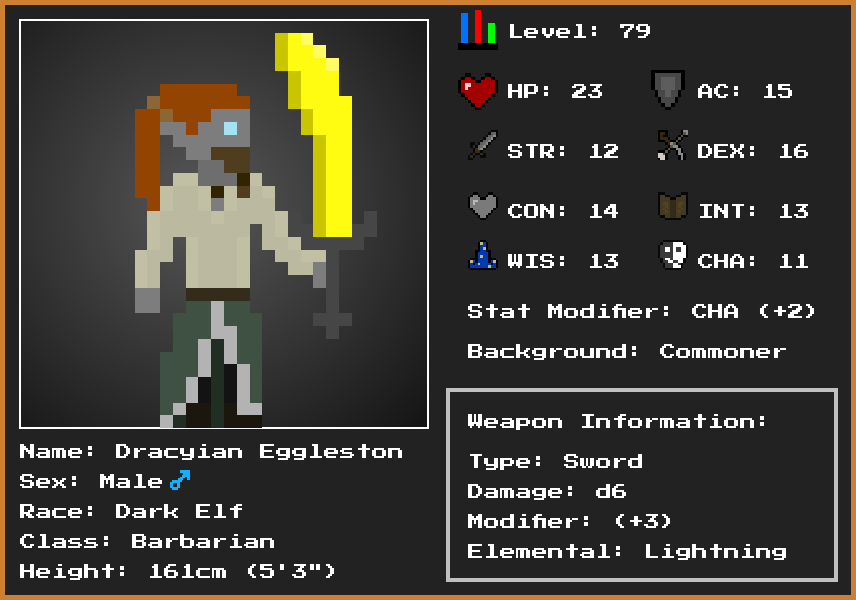 Level: 79
HP: 23 AC: 15
STR: 12 DEX: 16
CON: 14 INT: 13
WIS: 13 CHA: 11
Stat Modifier: CHA (+2)
Background: Commoner
Weapon Information:
Type: Sword
Damage: d6
Modifier: (+3)
Elemental: Lightning
Name: Dracyian Eggleston
Sex: Male♂
Race: Dark Elf
Class: Barbarian
Height: 161cm (5'3")